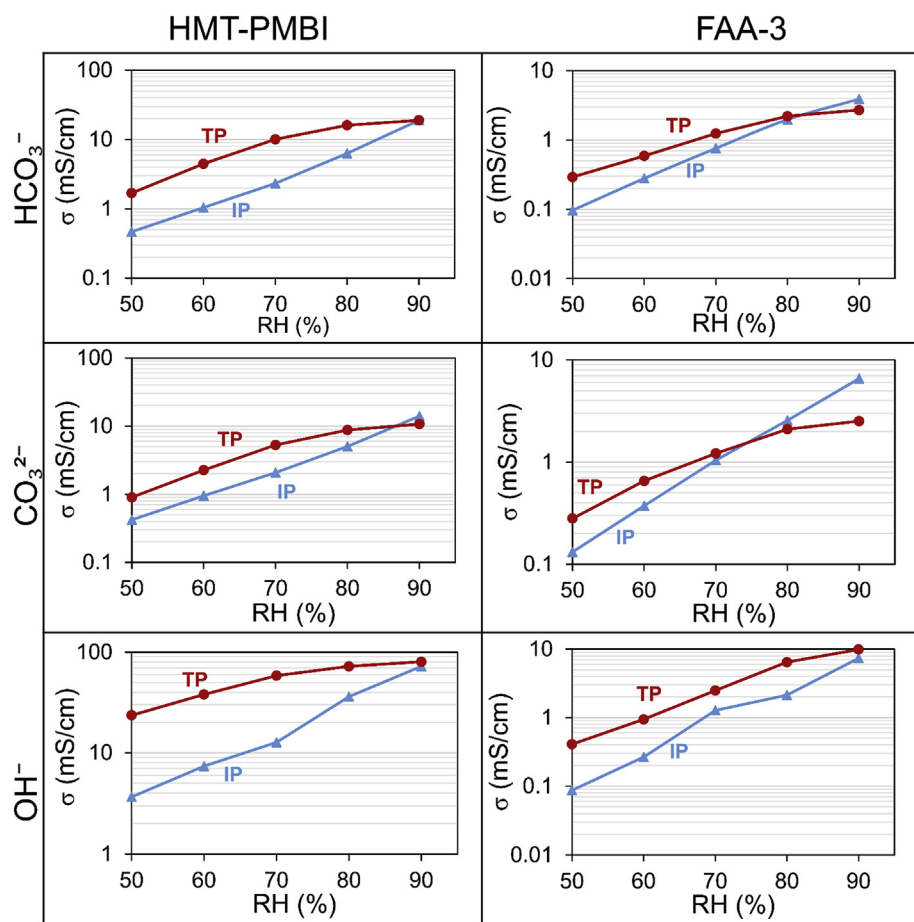 HMT-PMBI
FAA-3
HCO₃⁻
σ (mS/cm)
100
10
1
0.1
TP
IP
50 60 70 80 90
RH (%)
σ (mS/cm)
10
1
0.1
0.01
TP
IP
50 60 70 80 90
RH (%)
CO₃²⁻
σ (mS/cm)
100
10
1
0.1
TP
IP
50 60 70 80 90
RH (%)
σ (mS/cm)
10
1
0.1
TP
IP
50 60 70 80 90
RH (%)
OH⁻
σ (mS/cm)
100
10
1
TP
IP
50 60 70 80 90
RH (%)
σ (mS/cm)
10
1
0.1
0.01
TP
IP
50 60 70 80 90
RH (%)